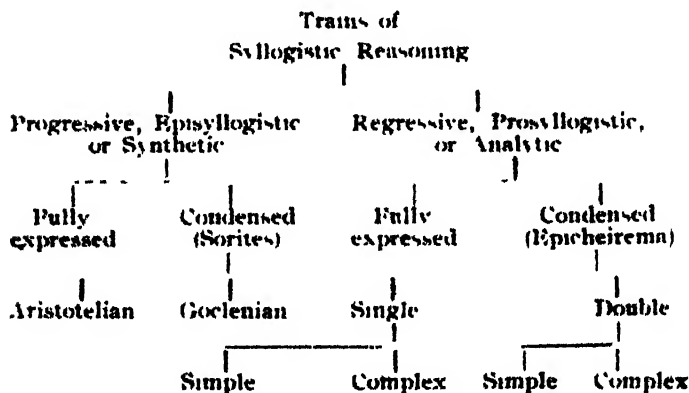 Trains of
Syllogistic Reasoning
Progressive, Episyllogistic or Synthetic
Regressive, Prosyllogistic, or Analytic
Fully expressed
Condensed (Sorites)
Fully expressed
Condensed (Epicheirema)
Aristotelian
Goclenian
Single
Double
Simple
Complex
Simple
Complex